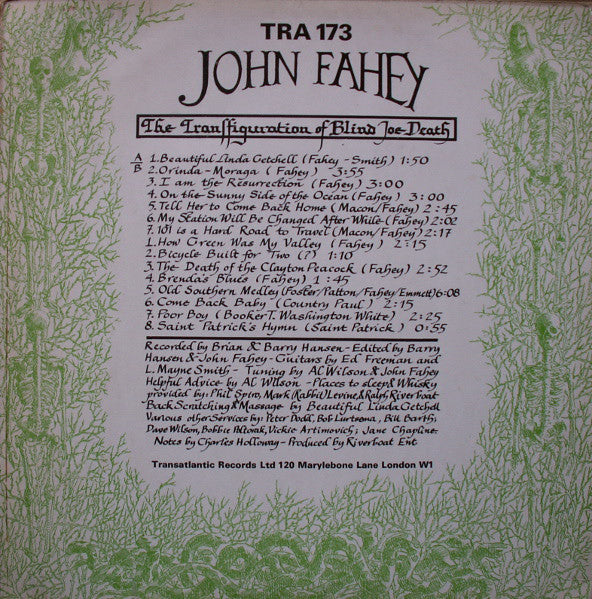 TRA 173
JOHN FAHEY
The Transfiguration of Blind Joe Death
A 1. Beautiful Linda Getchell (Fahey - Smith) 1:50
B 2. Orinda - Moraga (Fahey) - 3:55
3. I am the Resurrection (Fahey) 3:00
4. On the Sunny Side of the Ocean (Fahey) 3:00
5. Tell Her to Come Back Home (Macon/Fahey) 2:45
6. My Station Will Be Changed After While (Fahey) 2:02
7. 101 is a Hard Road to Travel (Macon/Fahey) 2:17
1. How Green Was My Valley (Fahey) 2:15
2. Bicycle Built for Two (?) 1:10
3. The Death of the Clayton Peacock (Fahey) 2:52
4. Brenda's Blues (Fahey) 1:45
5. Old Southern Medley (Foster/Patton/Fahey/Emmett) 6:08
6. Come Back Baby (Country Paul) 2:15
7. Poor Boy (Booker T. Washington White) 2:25
8. Saint Patrick's Hymn (Saint Patrick) 0:55
Recorded by Brian & Barry Hansen - Edited by Barry
Hansen & John Fahey - Guitars by Ed Freeman and
L. Mayne Smith - Tuning by Al Wilson & John Fahey
Helpful Advice by Al Wilson - Places to sleep & Whisky
provided by: Phil Spiro, Mark (Rabbit) Levine & Ralph Riverboat
Back Scratching & Massage by Beautiful Linda Getchell
Various other Services by: Peter Dodd, Bob Lurtsema, Bill Barth,
Dave Wilson, Bobbie Poltorak, Vickie Artimovich; Jane Chapline.
Notes by Charles Holloway - Produced by Riverboat Ent
Transatlantic Records Ltd 120 Marylebone Lane London W1